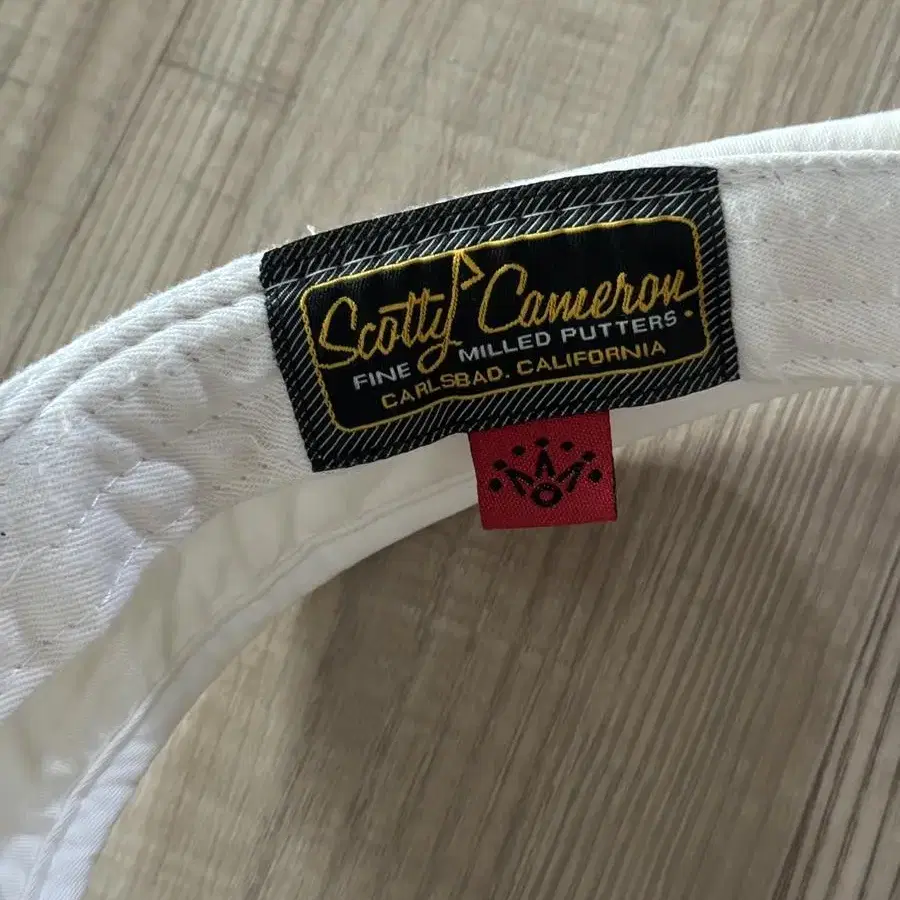 Scotty Cameron
FINE MILLED PUTTERS
CARLSBAD, CALIFORNIA